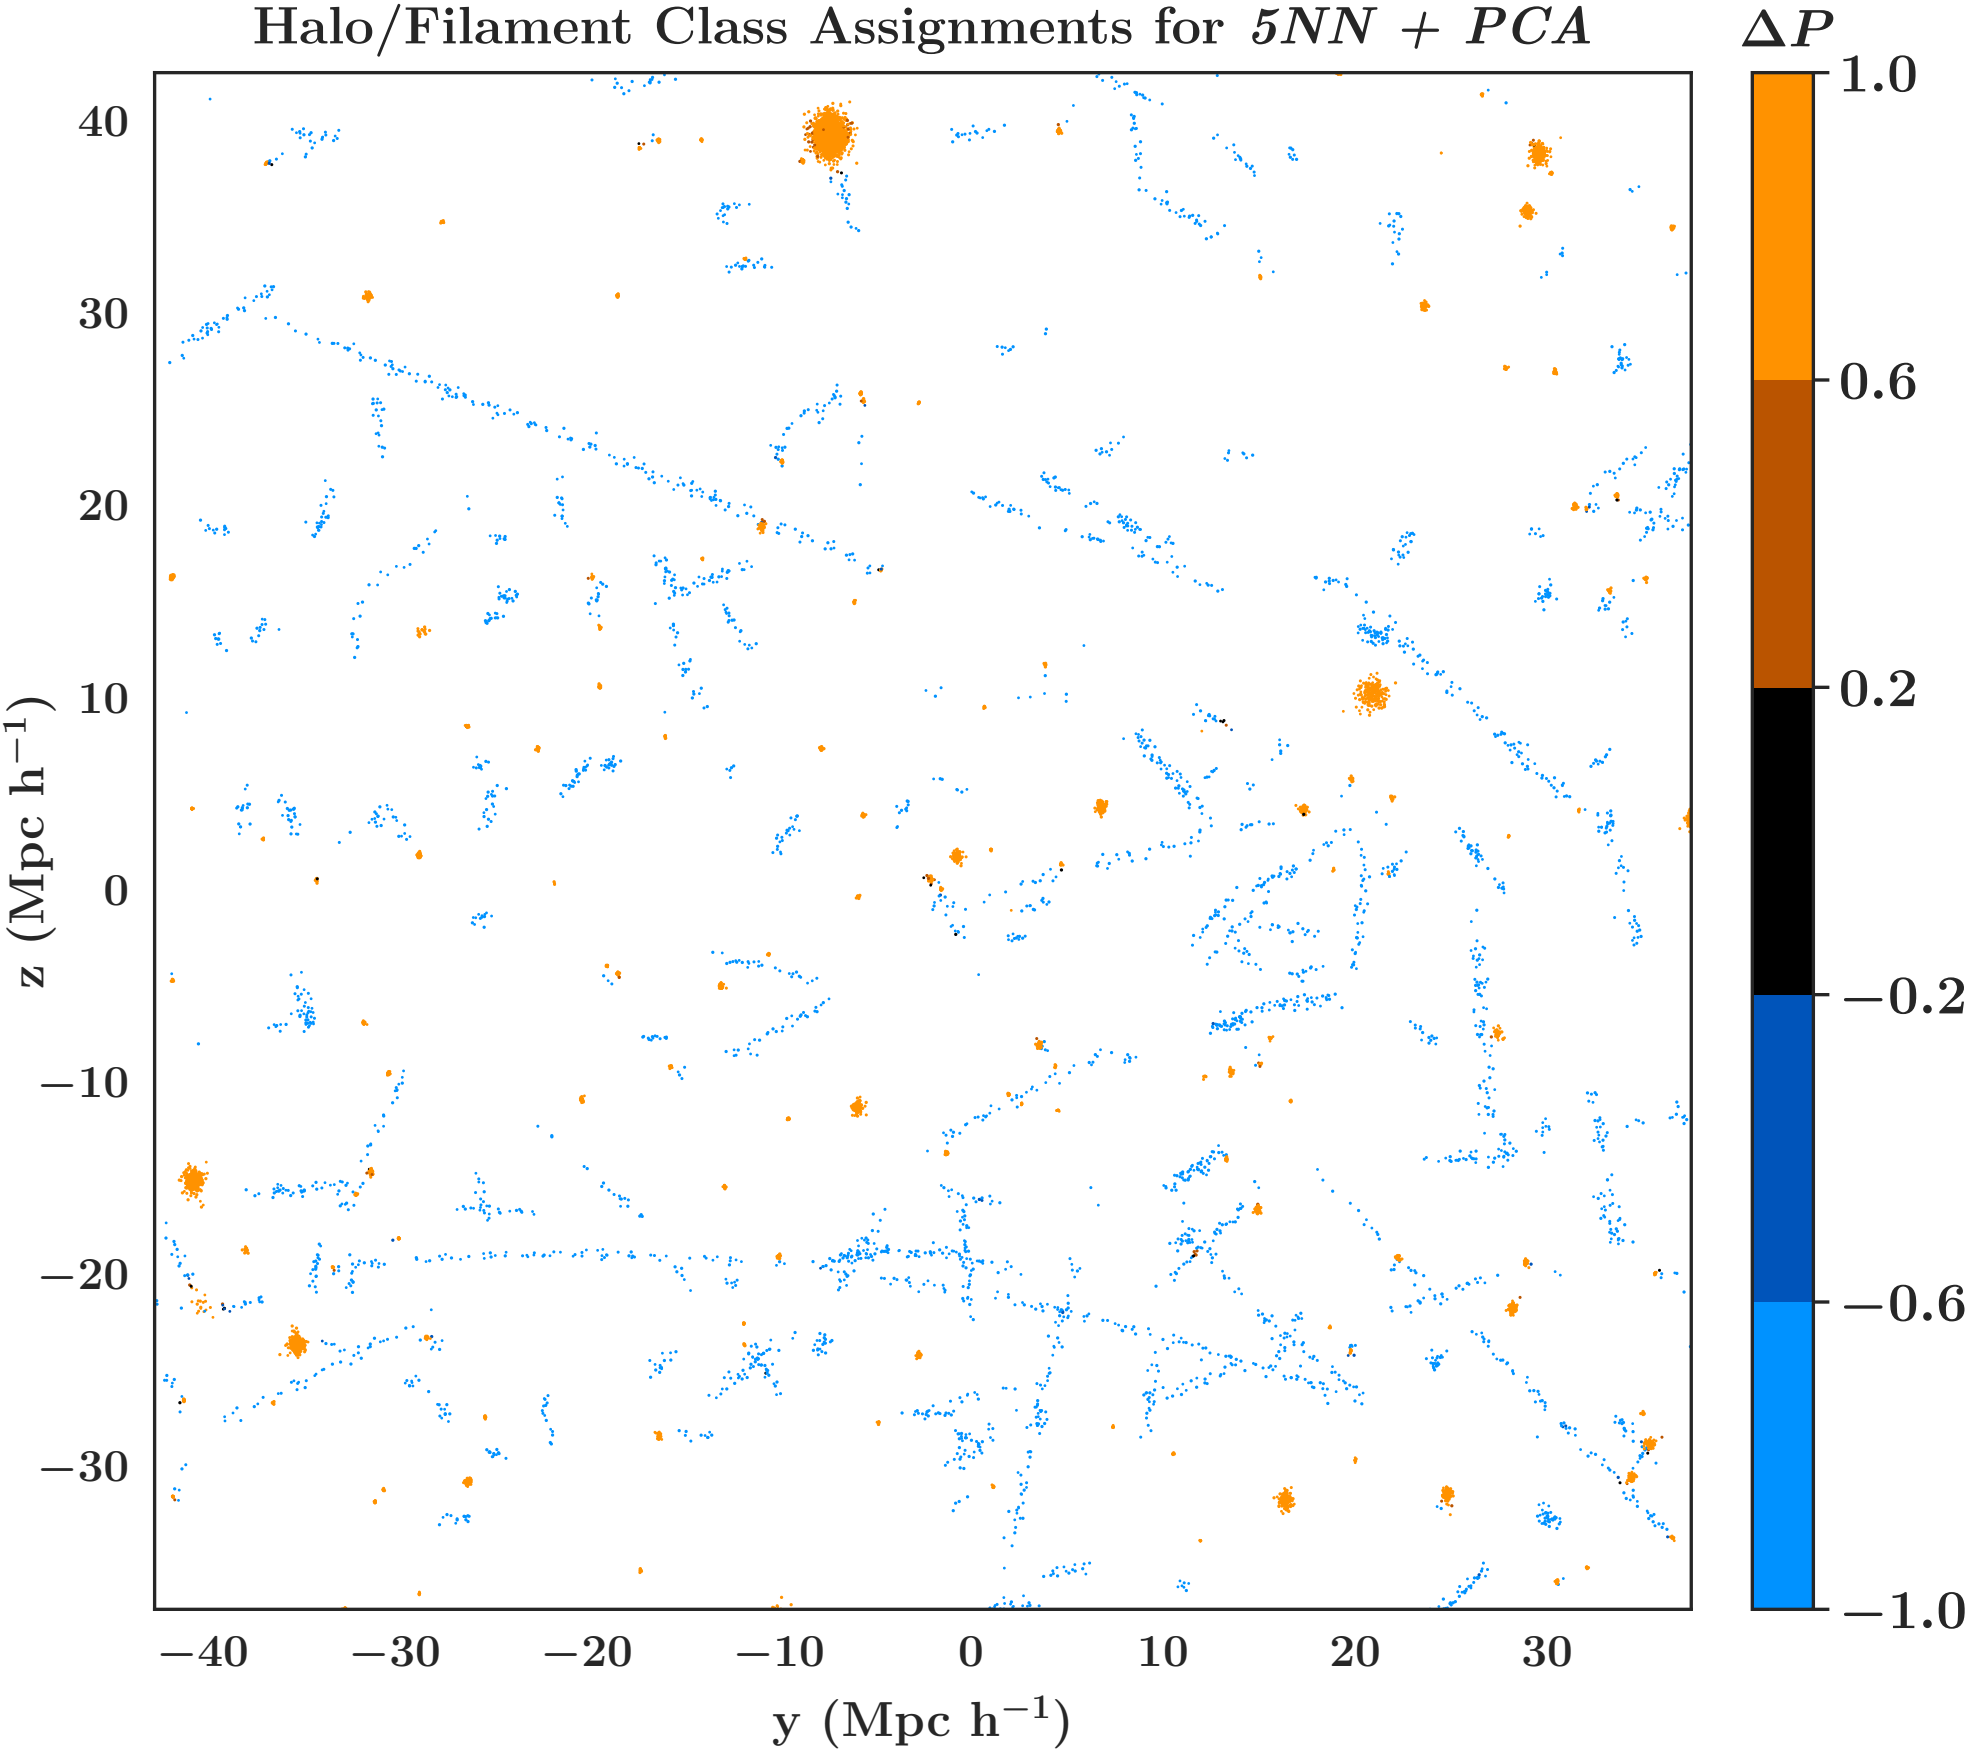 Halo/Filament Class Assignments for 5NN + PCA
ΔP
1.0
0.6
0.2
−0.2
−0.6
−1.0
z (Mpc h⁻¹)
40
30
20
10
0
−10
−20
−30
−40 −30 −20 −10 0 10 20 30
y (Mpc h⁻¹)